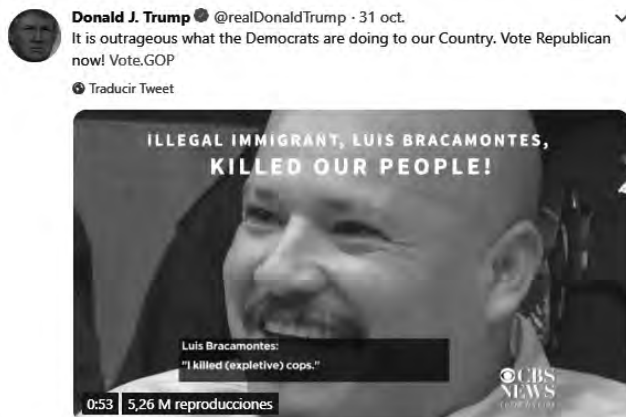 Donald J. Trump @realDonaldTrump · 31 oct.
It is outrageous what the Democrats are doing to our Country. Vote Republican
now! Vote.GOP
Traducir Tweet
ILLEGAL IMMIGRANT, LUIS BRACAMONTES,
KILLED OUR PEOPLE!
Luis Bracamontes:
"I killed (expletive) cops."
CBS
NEWS
0:53 5,26 M reproducciones